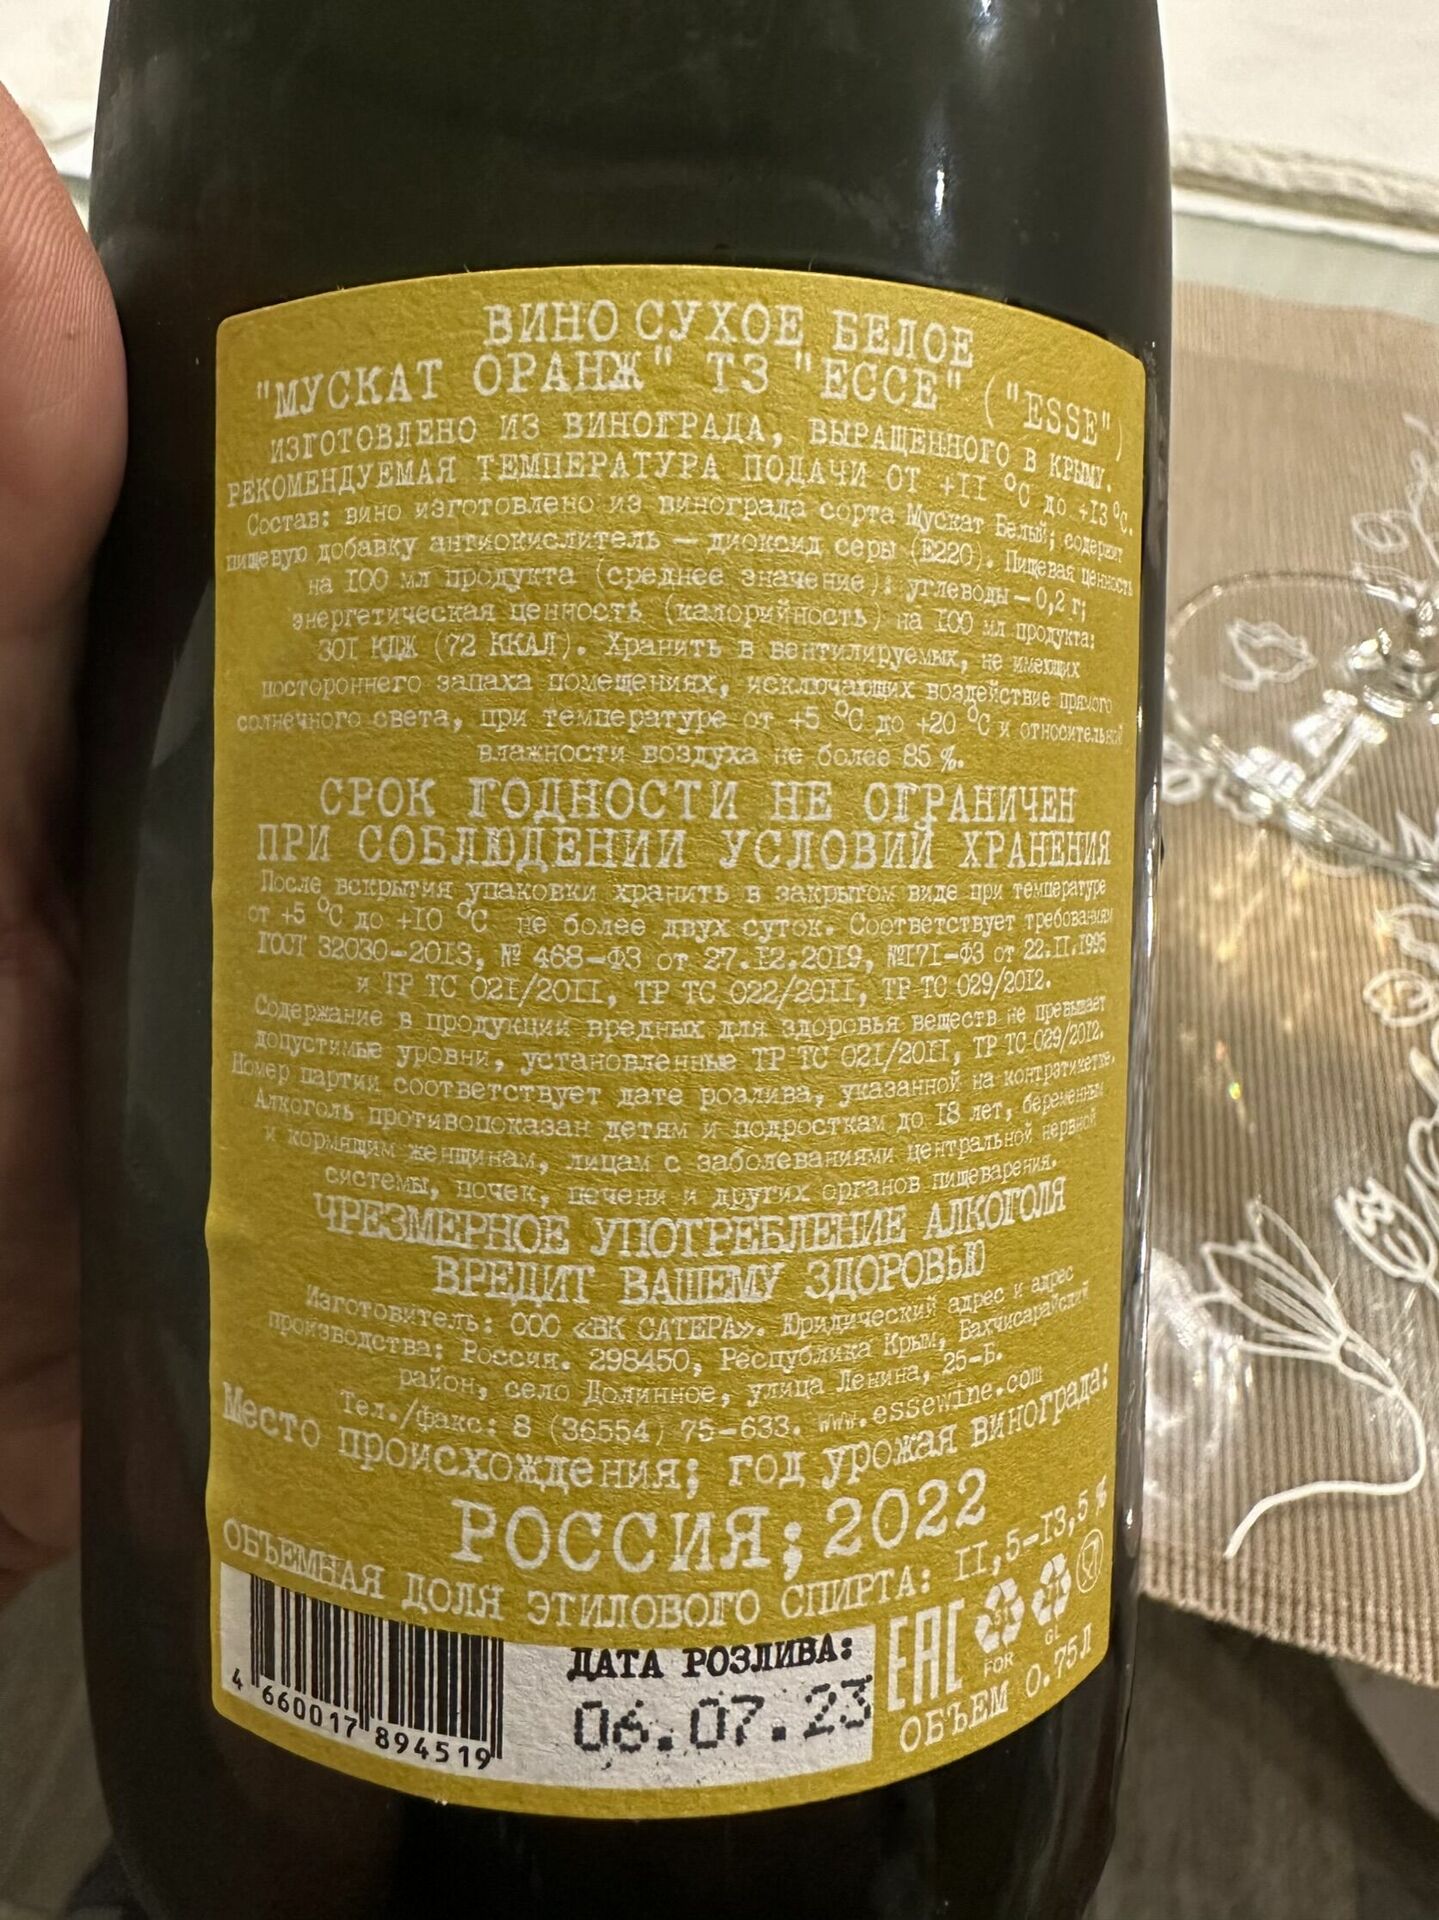 ВИНО СУХОЕ БЕЛОЕ
"МУСКАТ ОРАНЖ" ТЗ "ЕССЕ" ("ESSE")
ИЗГОТОВЛЕНО ИЗ ВИНОГРАДА, ВЫРАЩЕННОГО В КРЫМУ.
РЕКОМЕНДУЕМАЯ ТЕМПЕРАТУРА ПОДАЧИ ОТ +11 °С ДО +13 °С.
Состав: вино изготовлено из винограда сорта Мускат Белый; содержит
пищевую добавку антиокислитель – диоксид серы (Е220). Пищевая ценность
на 100 мл продукта (среднее значение): углеводы – 0,2 г;
энергетическая ценность (калорийность) на 100 мл продукта:
301 КДЖ (72 ККАЛ). Хранить в вентилируемых, не имеющих
постороннего запаха помещениях, исключающих воздействие прямого
солнечного света, при температуре от +5 °С до +20 °С и относительной
влажности воздуха не более 85 %.
СРОК ГОДНОСТИ НЕ ОГРАНИЧЕН
ПРИ СОБЛЮДЕНИИ УСЛОВИЙ ХРАНЕНИЯ
После вскрытия упаковки хранить в закрытом виде при температуре
от +5 °С до +10 °С не более двух суток. Соответствует требованиям
ГОСТ 32030-2013, № 468-ФЗ от 27.12.2019, №171-ФЗ от 22.11.1995
и ТР ТС 021/2011, ТР ТС 022/2011, ТР ТС 029/2012.
Содержание в продукции вредных для здоровья веществ не превышает
допустимые уровни, установленные ТР ТС 021/2011, ТР ТС 029/2012.
Номер партии соответствует дате розлива, указанной на контрэтикетке.
Алкоголь противопоказан детям и подросткам до 18 лет, беременным
и кормящим женщинам, лицам с заболеваниями центральной нервной
системы, почек, печени и других органов пищеварения.
ЧРЕЗМЕРНОЕ УПОТРЕБЛЕНИЕ АЛКОГОЛЯ
ВРЕДИТ ВАШЕМУ ЗДОРОВЬЮ
Изготовитель: ООО «ВК САТЕРА». Юридический адрес и адрес
производства: Россия. 298450, Республика Крым, Бахчисарайский
район, село Долинное, улица Ленина, 25-Б.
Тел./факс: 8 (36554) 75-633. www.essewine.com
Место происхождения; год урожая винограда:
РОССИЯ; 2022
ОБЪЕМНАЯ ДОЛЯ ЭТИЛОВОГО СПИРТА: 11,5-13,5 %
4 660017 894519
ДАТА РОЗЛИВА:
06.07.23
EAC
FOR
GL
71
ОБЪЕМ 0.75Л